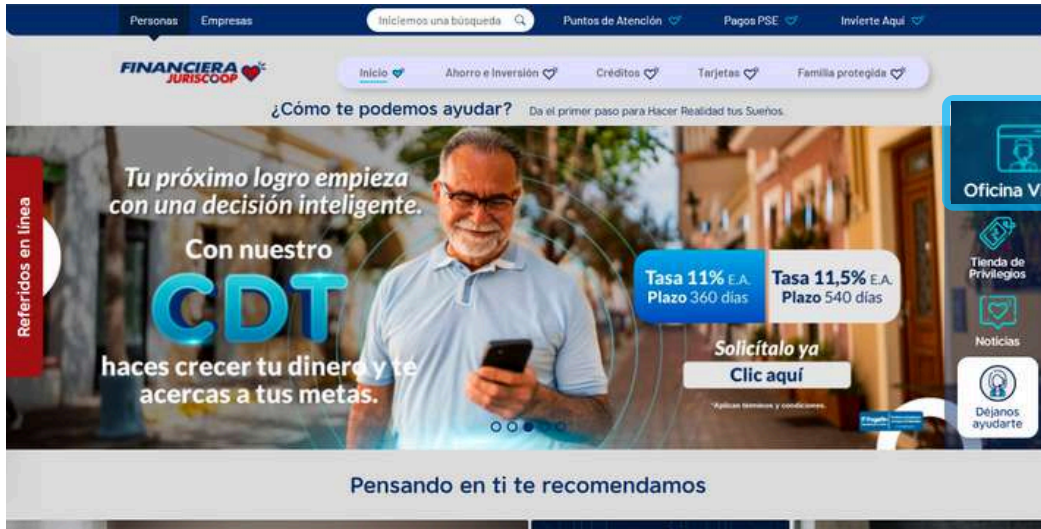 Personas Empresas Iniciemos una búsqueda Puntos de Atención Pagos PSE Invierte Aquí
FINANCIERA
JURISCOOP
Inicio Ahorro e Inversión Créditos Tarjetas Familia protegida
¿Cómo te podemos ayudar? Da el primer paso para Hacer Realidad tus Sueños.
Referidos en línea
Tu próximo logro empieza
con una decisión inteligente.
Con nuestro
CDT
haces crecer tu dinero y te
acercas a tus metas.
Tasa 11% E.A.
Plazo 360 días
Tasa 11,5% E.A.
Plazo 540 días
Solicítalo ya
Clic aquí
*Aplican términos y condiciones.
Oficina V
Tienda de
Privilegios
Noticias
Déjanos
ayudarte
Pensando en ti te recomendamos